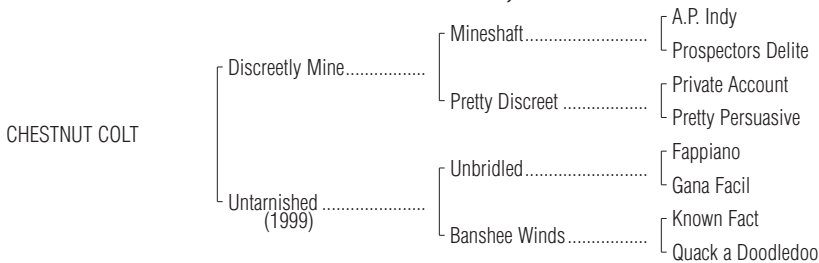 A.P. Indy
Mineshaft..........................
Prospectors Delite
Discreetly Mine.................
Private Account
Pretty Discreet ..................
Pretty Persuasive
CHESTNUT COLT
Fappiano
Unbridled..........................
Gana Facil
Untarnished ......................
(1999)
Known Fact
Banshee Winds.................
Quack a Doodledoo